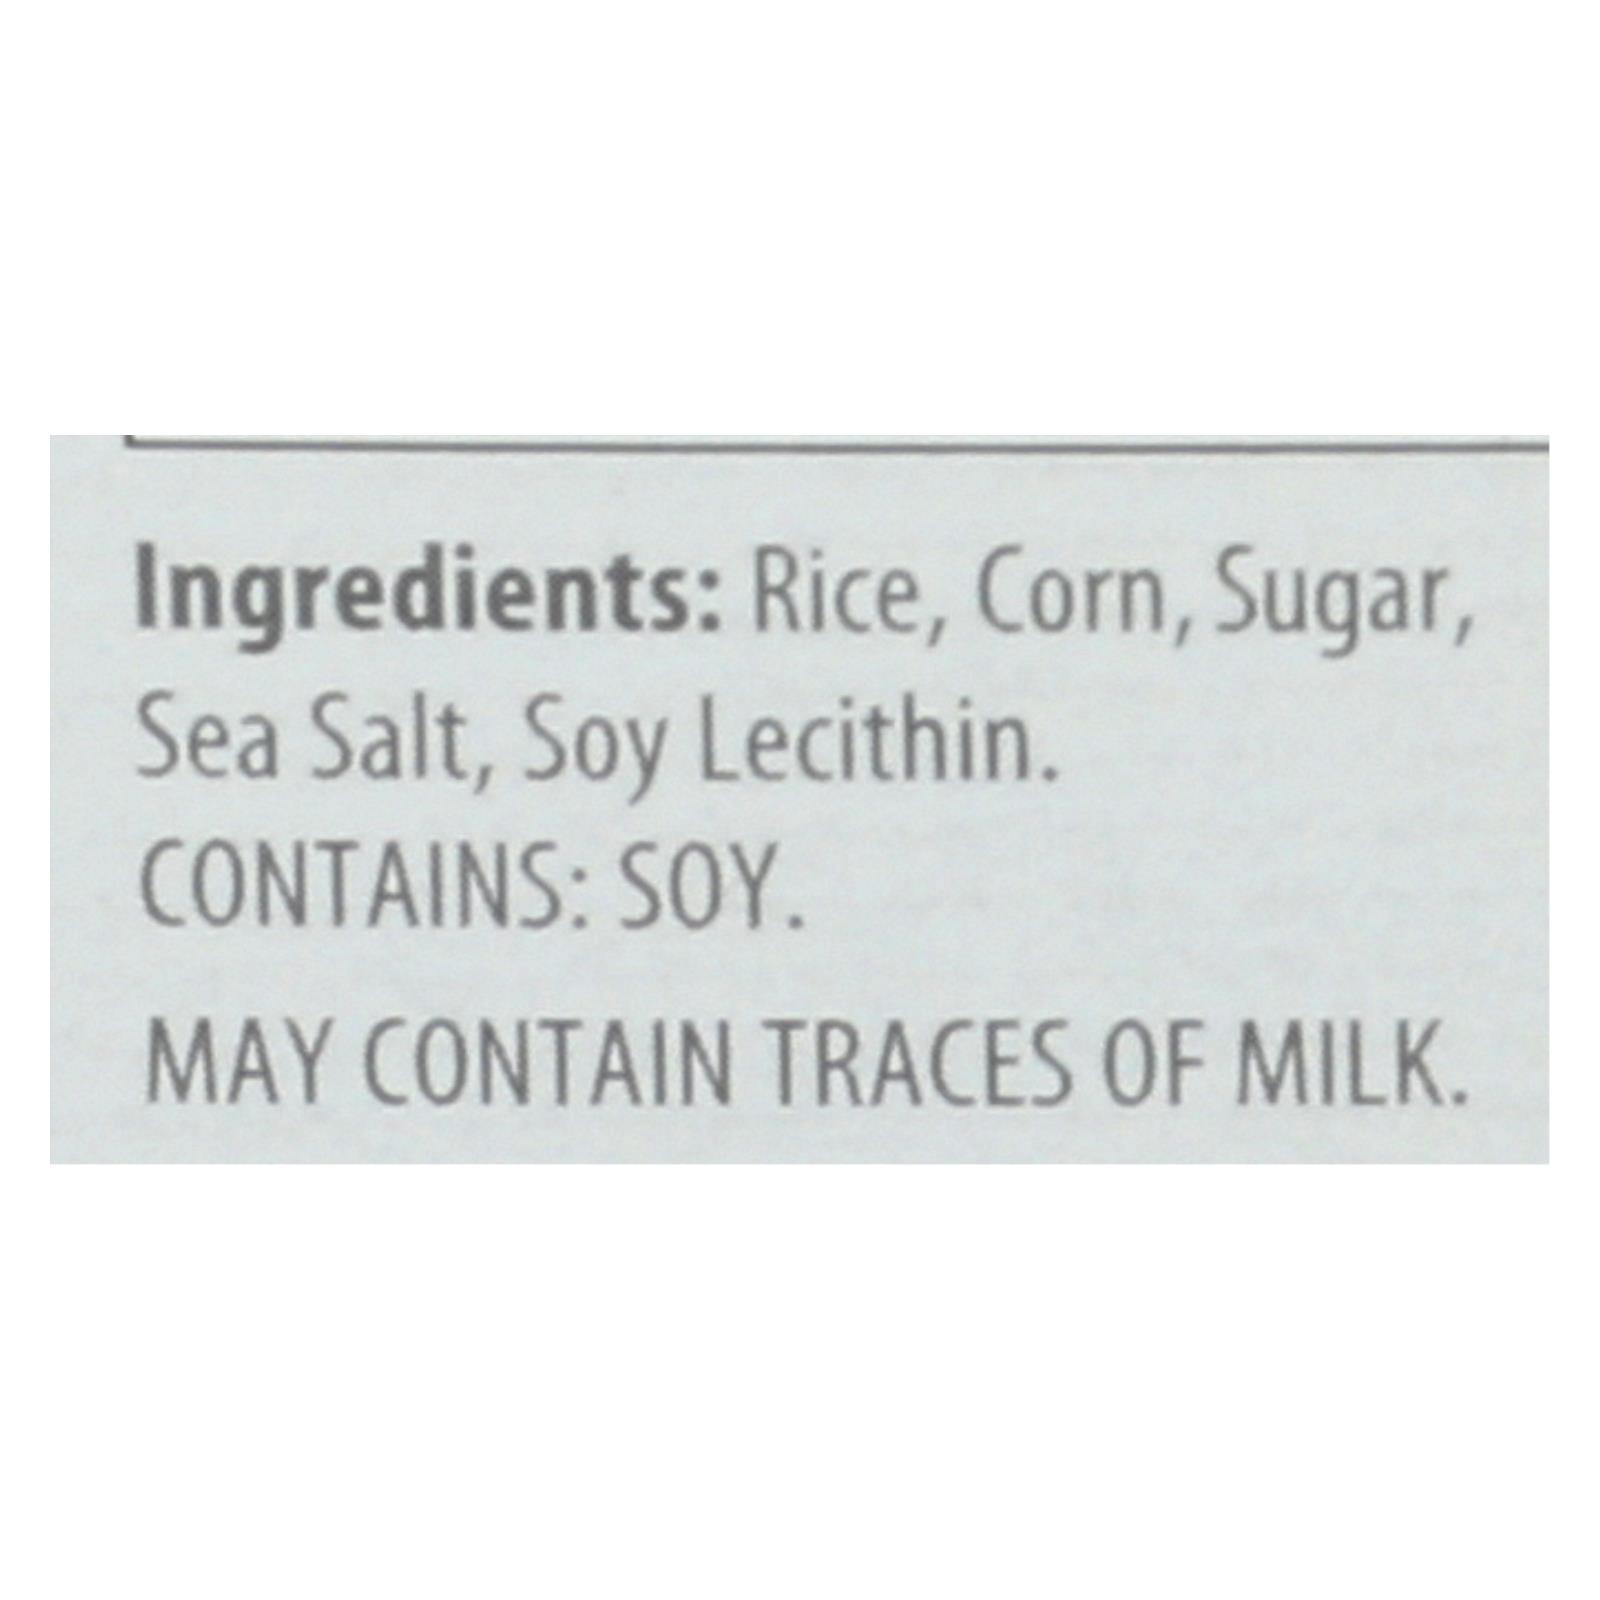 Ingredients: Rice, Corn, Sugar,
Sea Salt, Soy Lecithin.
CONTAINS: SOY.
MAY CONTAIN TRACES OF MILK.